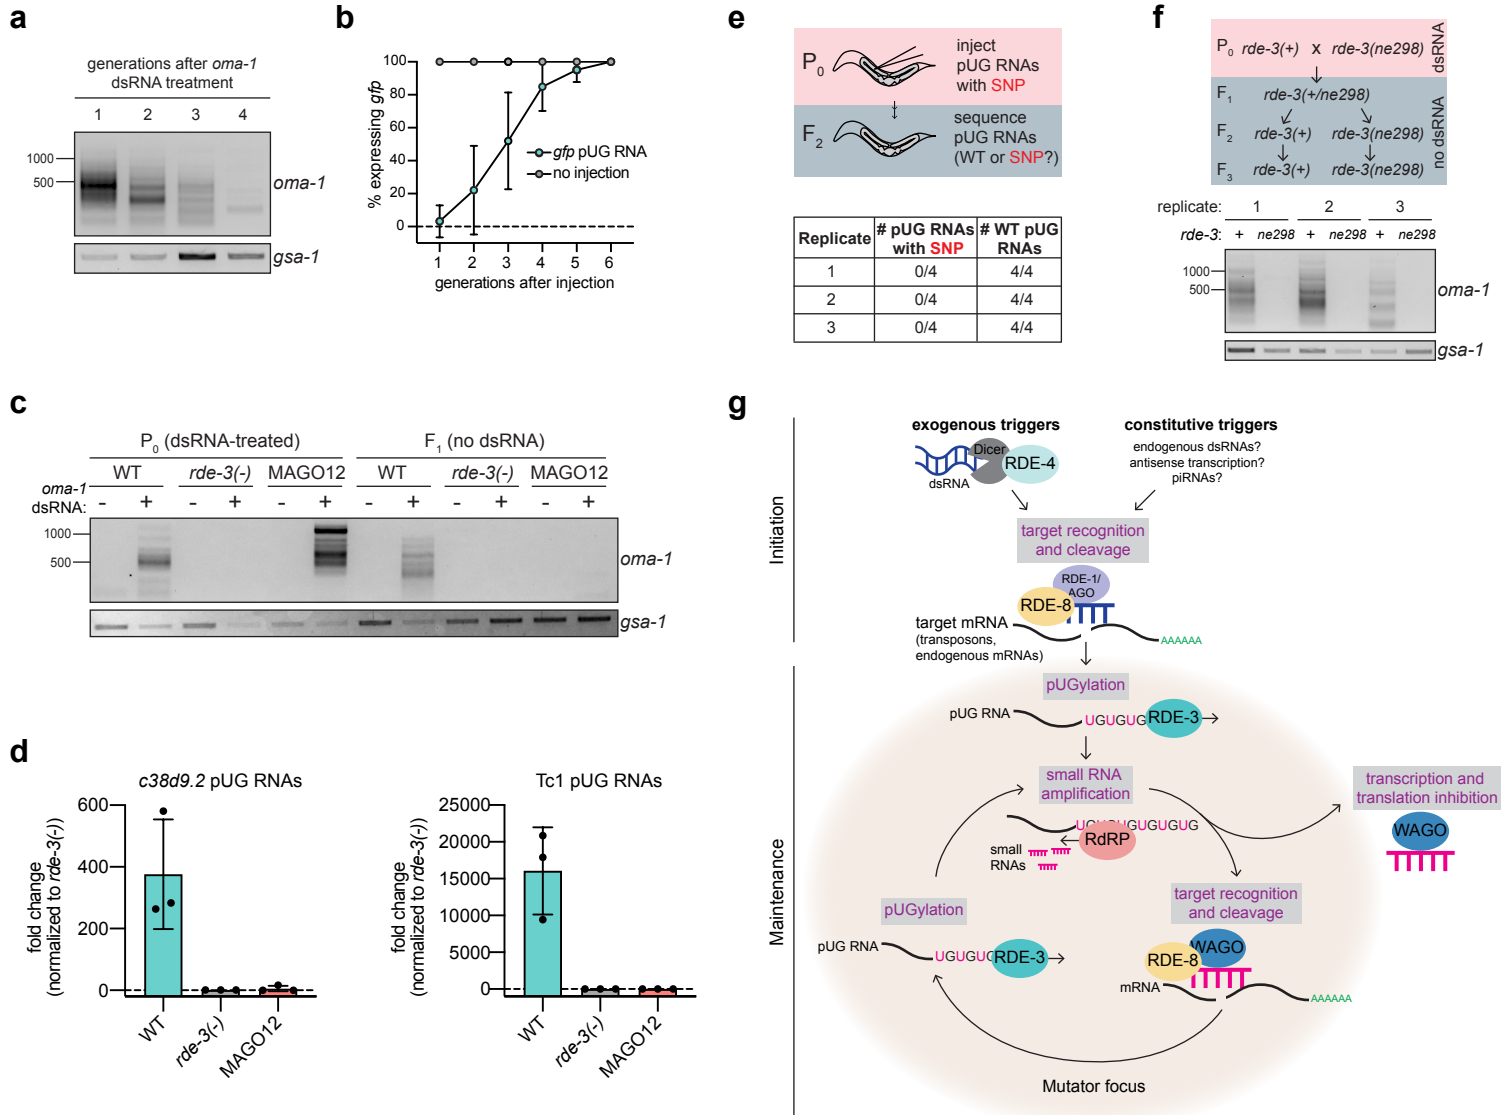 a
generations after oma-1
dsRNA treatment
1 2 3 4
1000
500
oma-1
gsa-1
b
% expressing gfp
100
80
60
40
20
0
gfp pUG RNA
no injection
1 2 3 4 5 6
generations after injection
c
P0 (dsRNA-treated) F1 (no dsRNA)
WT rde-3(-) MAGO12 WT rde-3(-) MAGO12
oma-1
dsRNA: - + - + - + - + - + - +
1000
500
oma-1
gsa-1
d
c38d9.2 pUG RNAs
fold change
(normalized to rde-3(-))
600
400
200
0
WT
rde-3(-)
MAGO12
Tc1 pUG RNAs
fold change
(normalized to rde-3(-))
25000
20000
15000
10000
5000
0
WT
rde-3(-)
MAGO12
e
P0
inject
pUG RNAs
with SNP
F2
sequence
pUG RNAs
(WT or SNP?)
Replicate # pUG RNAs with SNP # WT pUG RNAs
1 0/4 4/4
2 0/4 4/4
3 0/4 4/4
f
P0 rde-3(+) x rde-3(ne298)
dsRNA
F1 rde-3(+/ne298)
F2 rde-3(+) rde-3(ne298)
F3 rde-3(+) rde-3(ne298)
no dsRNA
replicate: 1 2 3
rde-3: + ne298 + ne298 + ne298
1000
500
oma-1
gsa-1
g
Initiation
exogenous triggers
Dicer
RDE-4
dsRNA
constitutive triggers
endogenous dsRNAs?
antisense transcription?
piRNAs?
target recognition
and cleavage
RDE-1/
AGO
RDE-8
target mRNA
(transposons,
endogenous mRNAs)
AAAAAA
Maintenance
pUGylation
pUG RNA
UGUGUG
RDE-3
small RNA
amplification
UGUGUGUGUGUG
RdRP
small
RNAs
transcription and
translation inhibition
WAGO
target recognition
and cleavage
WAGO
RDE-8
mRNA
AAAAAA
pUGylation
pUG RNA
UGUGUG
RDE-3
Mutator focus